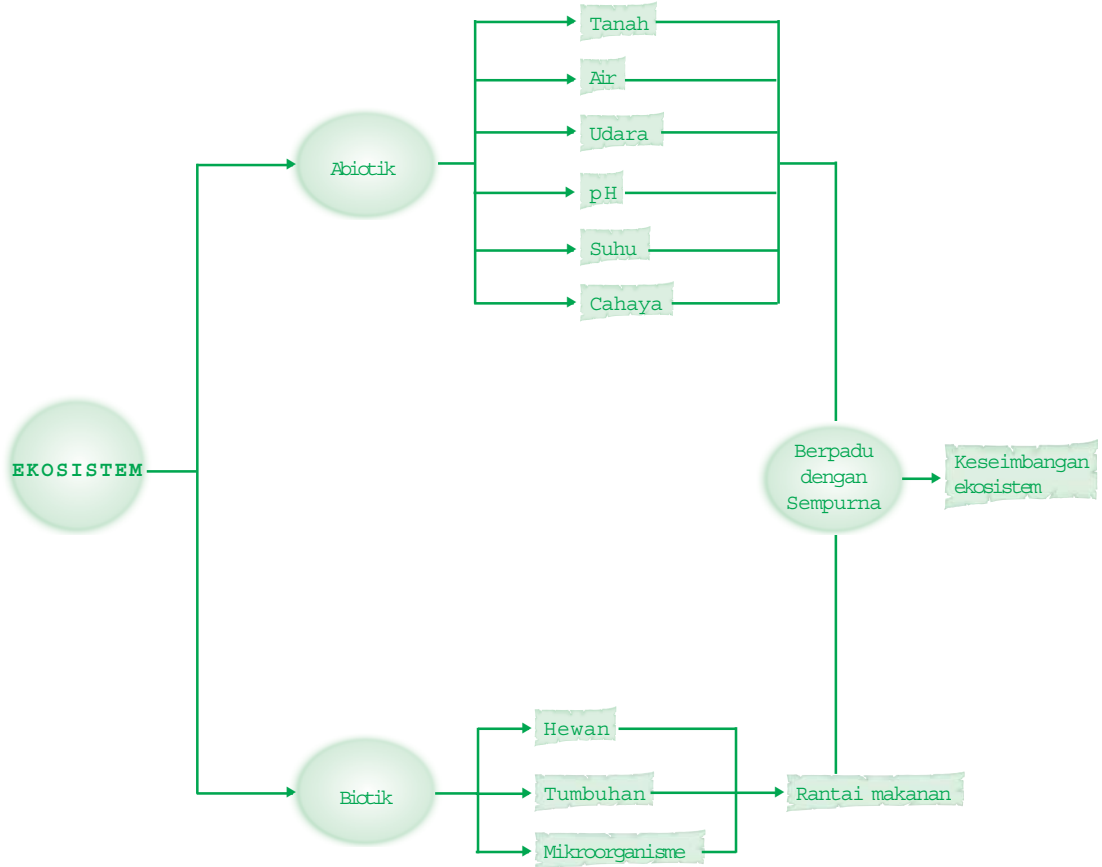 Tanah
Air
Udara
Abiotik
pH
Suhu
Cahaya
EKOSISTEM
Berpadu
dengan
Sempurna
Keseimbangan
ekosistem
Hewan
Biotik
Tumbuhan
Rantai makanan
Mikroorganisme